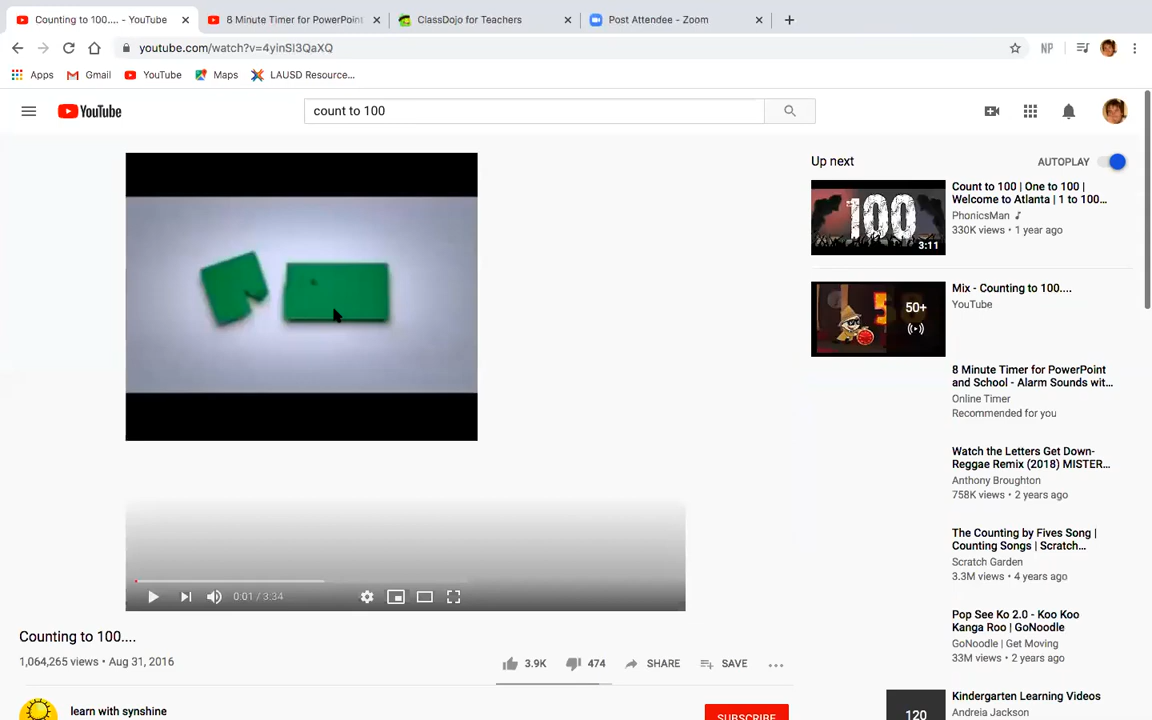 Counting to 100.... - YouTube
8 Minute Timer for PowerPoint
ClassDojo for Teachers
Post Attendee - Zoom
youtube.com/watch?v=4yinSI3QaXQ
NP
Apps
Gmail
YouTube
Maps
LAUSD Resource...
YouTube
count to 100
Up next
AUTOPLAY
100
3:11
Count to 100 | One to 100 |
Welcome to Atlanta | 1 to 100...
PhonicsMan
330K views • 1 year ago
50+
Mix - Counting to 100....
YouTube
8 Minute Timer for PowerPoint
and School - Alarm Sounds wit...
Online Timer
Recommended for you
Watch the Letters Get Down-
Reggae Remix (2018) MISTER...
Anthony Broughton
758K views • 2 years ago
The Counting by Fives Song |
Counting Songs | Scratch...
Scratch Garden
3.3M views • 4 years ago
Pop See Ko 2.0 - Koo Koo
Kanga Roo | GoNoodle
GoNoodle | Get Moving
33M views • 2 years ago
Kindergarten Learning Videos
Andreia Jackson
120
0:01 / 3:34
Counting to 100....
1,064,265 views • Aug 31, 2016
3.9K
474
SHARE
SAVE
learn with synshine
SUBSCRIBE